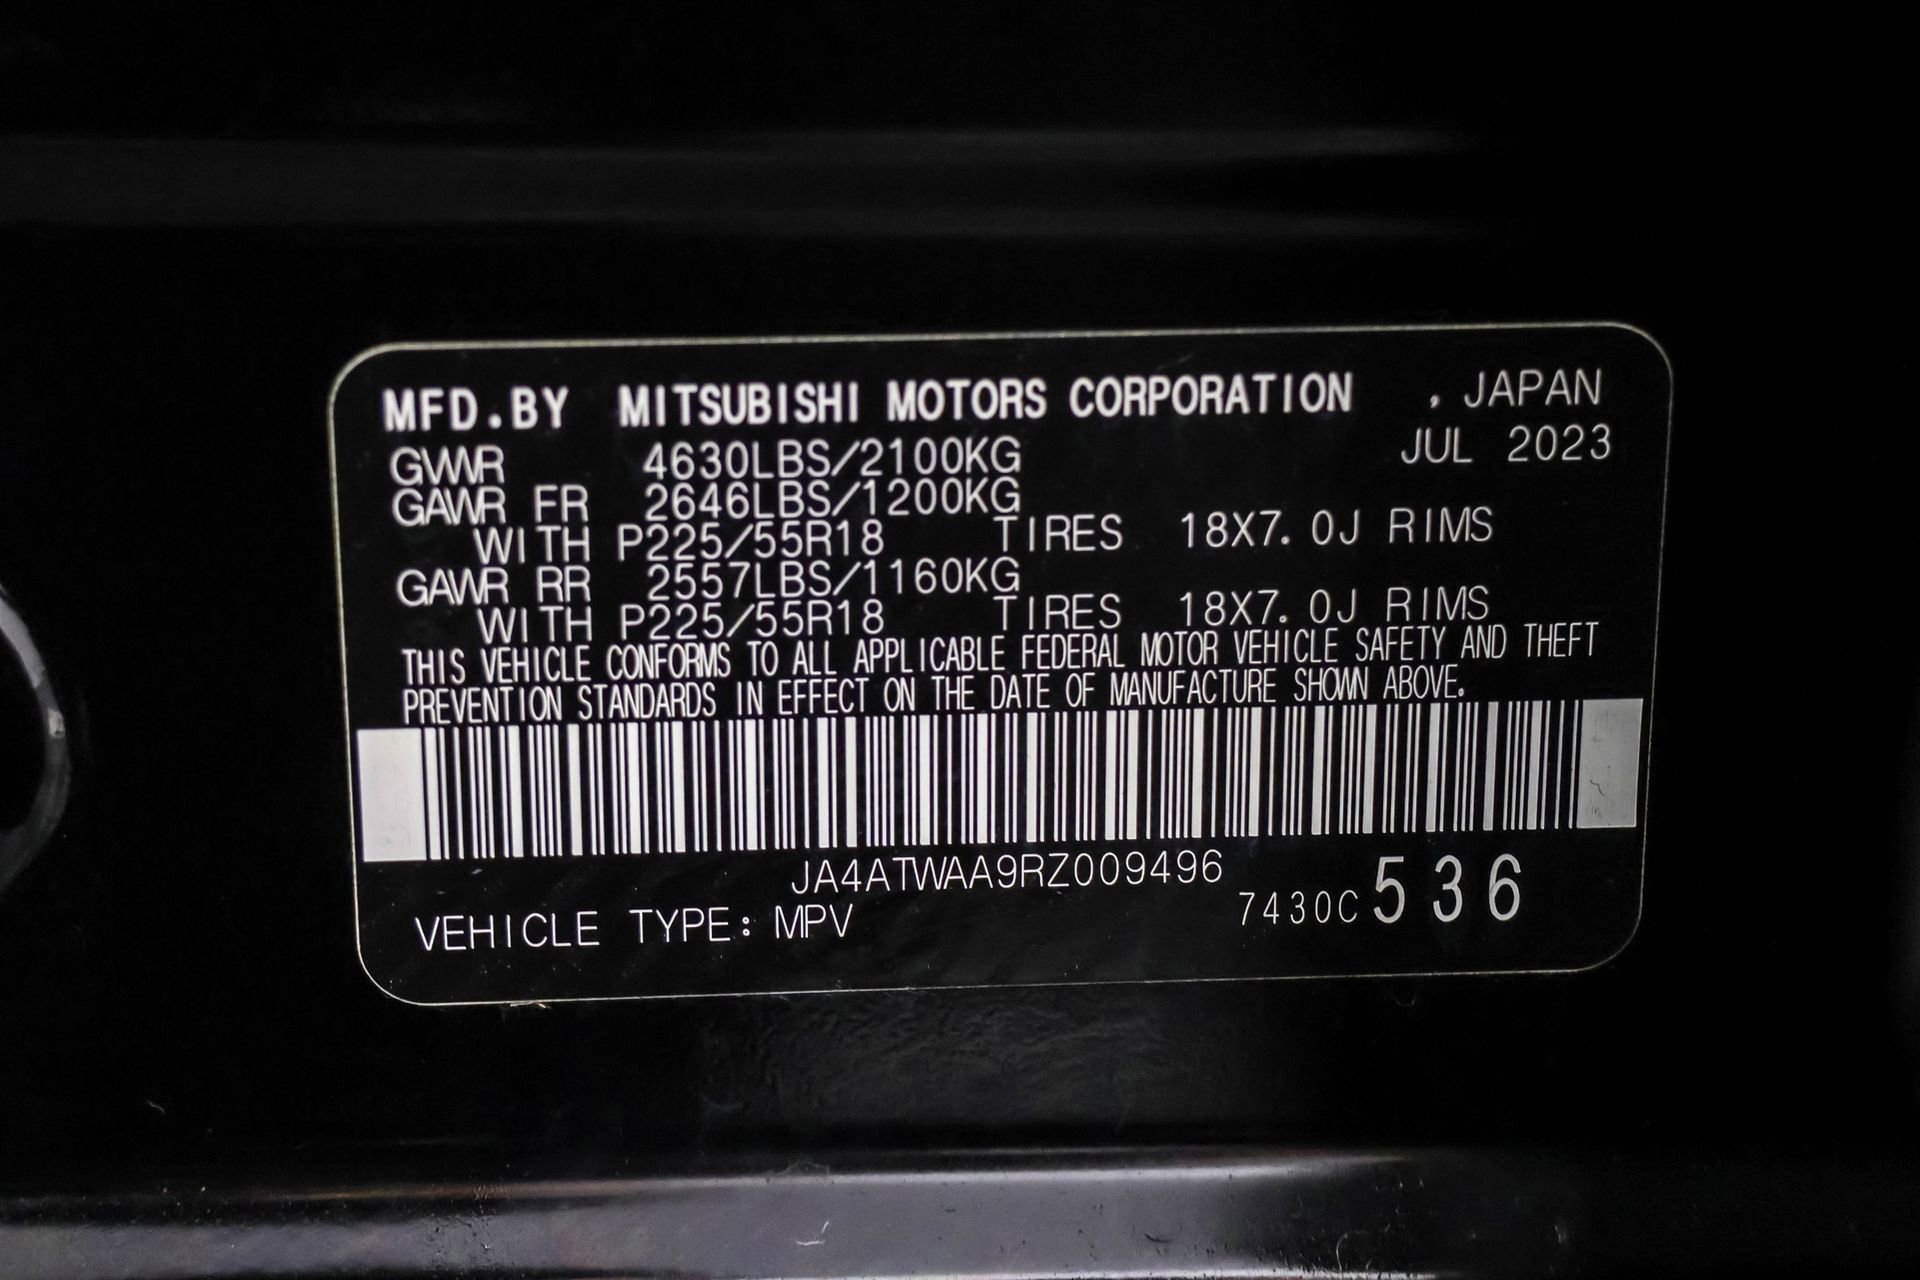 MFD.BY MITSUBISHI MOTORS CORPORATION , JAPAN
GVWR 4630LBS/2100KG JUL 2023
GAWR FR 2646LBS/1200KG
WITH P225/55R18 TIRES 18X7.0J RIMS
GAWR RR 2557LBS/1160KG
WITH P225/55R18 TIRES 18X7.0J RIMS
THIS VEHICLE CONFORMS TO ALL APPLICABLE FEDERAL MOTOR VEHICLE SAFETY AND THEFT
PREVENTION STANDARDS IN EFFECT ON THE DATE OF MANUFACTURE SHOWN ABOVE.
JA4ATWAA9RZ009496
VEHICLE TYPE: MPV 7430C 536